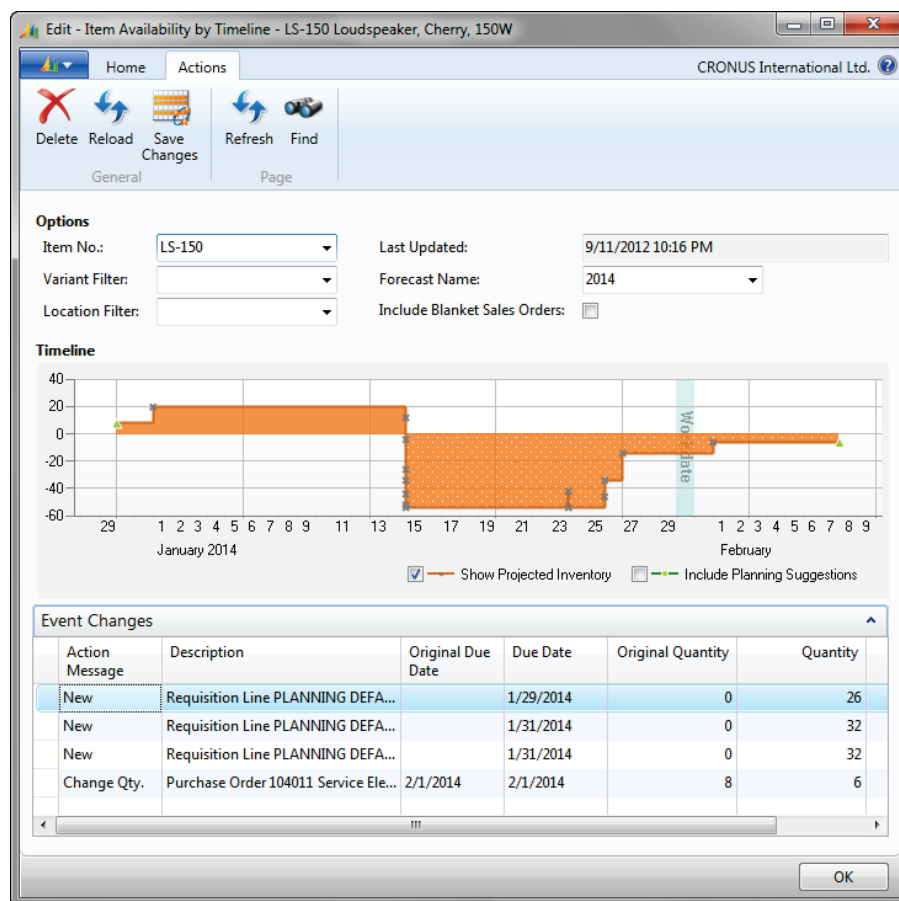 Edit - Item Availability by Timeline - LS-150 Loudspeaker, Cherry, 150W
Home Actions CRONUS International Ltd.
Delete Reload Save Changes Refresh Find
General Page
Options
Item No.: LS-150 Last Updated: 9/11/2012 10:16 PM
Variant Filter: Forecast Name: 2014
Location Filter: Include Blanket Sales Orders:
Timeline
40
20
0
-20
-40
-60
Workdate
29 1 2 3 4 5 6 7 8 9 11 13 15 17 19 21 23 25 27 29 1 2 3 4 5 6 7 8 9
January 2014 February
Show Projected Inventory Include Planning Suggestions
Event Changes
Action Message Description Original Due Date Due Date Original Quantity Quantity
New Requisition Line PLANNING DEFA... 1/29/2014 0 26
New Requisition Line PLANNING DEFA... 1/31/2014 0 32
New Requisition Line PLANNING DEFA... 1/31/2014 0 32
Change Qty. Purchase Order 104011 Service Ele... 2/1/2014 2/1/2014 8 6
OK